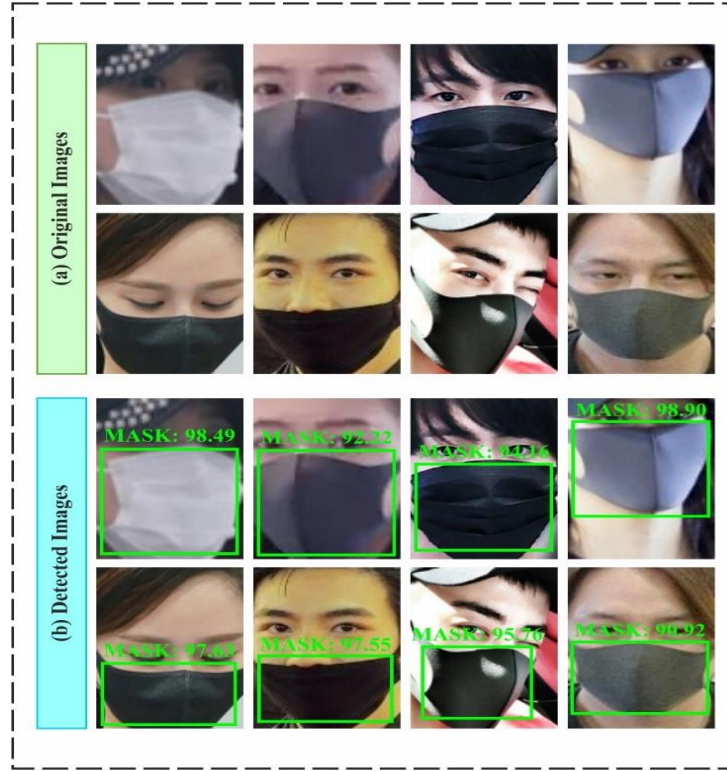 (a) Original Images
(b) Detected Images
MASK: 98.49
MASK: 92.22
MASK: 94.16
MASK: 98.90
MASK: 97.63
MASK: 97.55
MASK: 95.76
MASK: 90.92